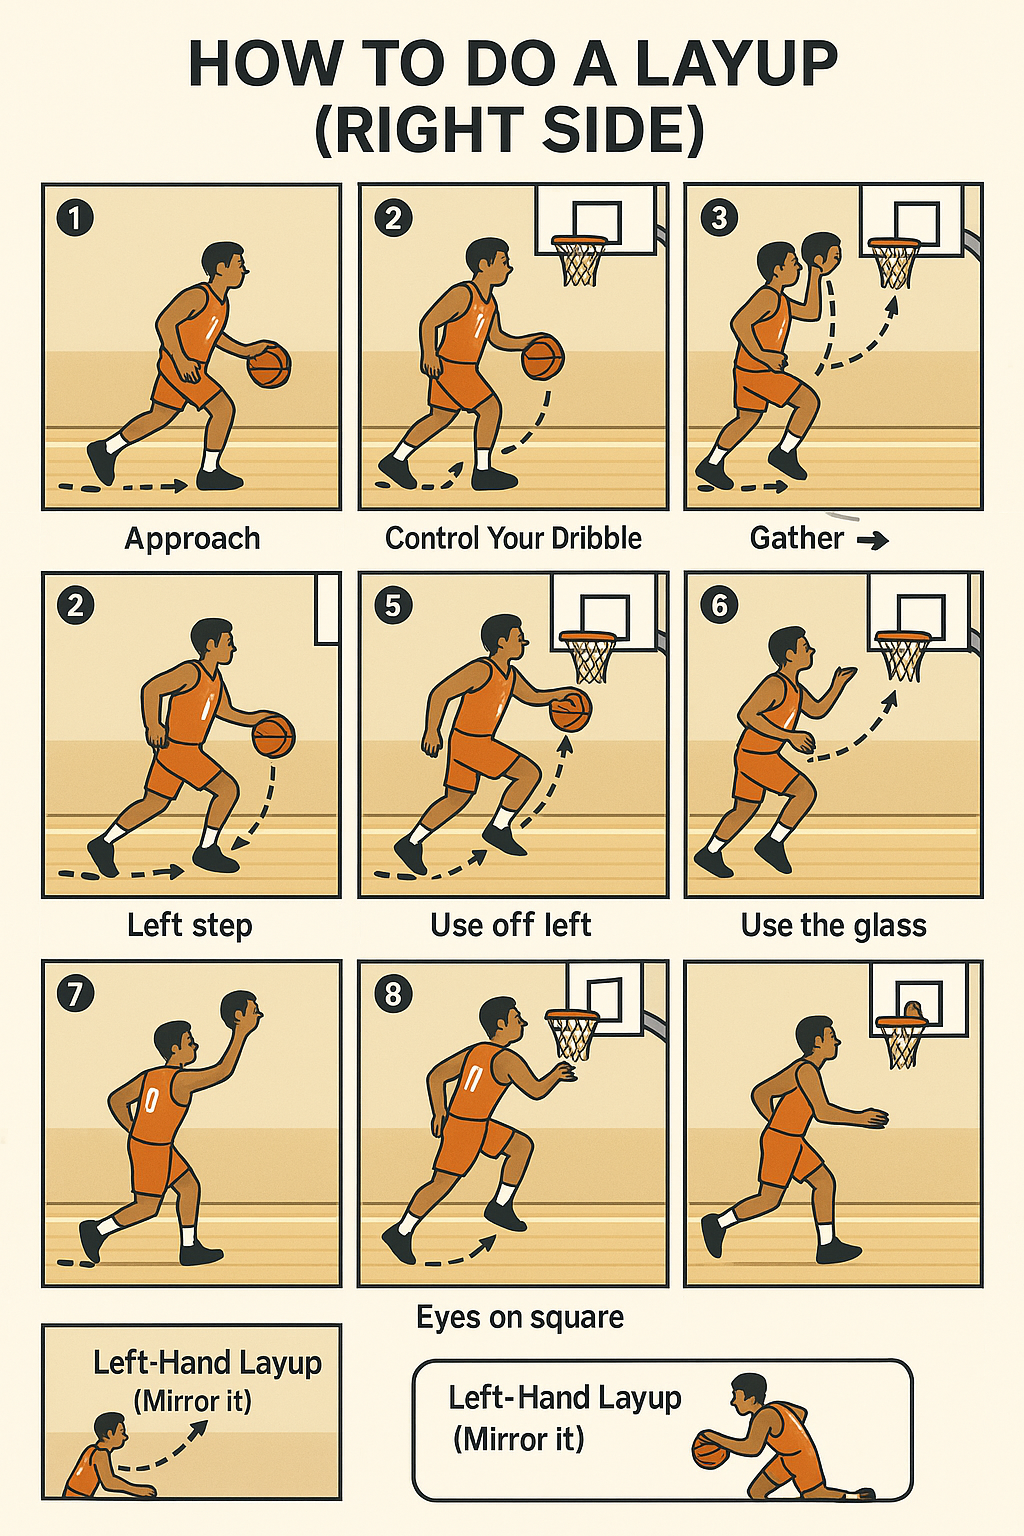 HOW TO DO A LAYUP
(RIGHT SIDE)
1
2
3
Approach
Control Your Dribble
Gather →
2
5
6
Left step
Use off left
Use the glass
7
8
0
Eyes on square
Left-Hand Layup
(Mirror it)
Left-Hand Layup
(Mirror it)